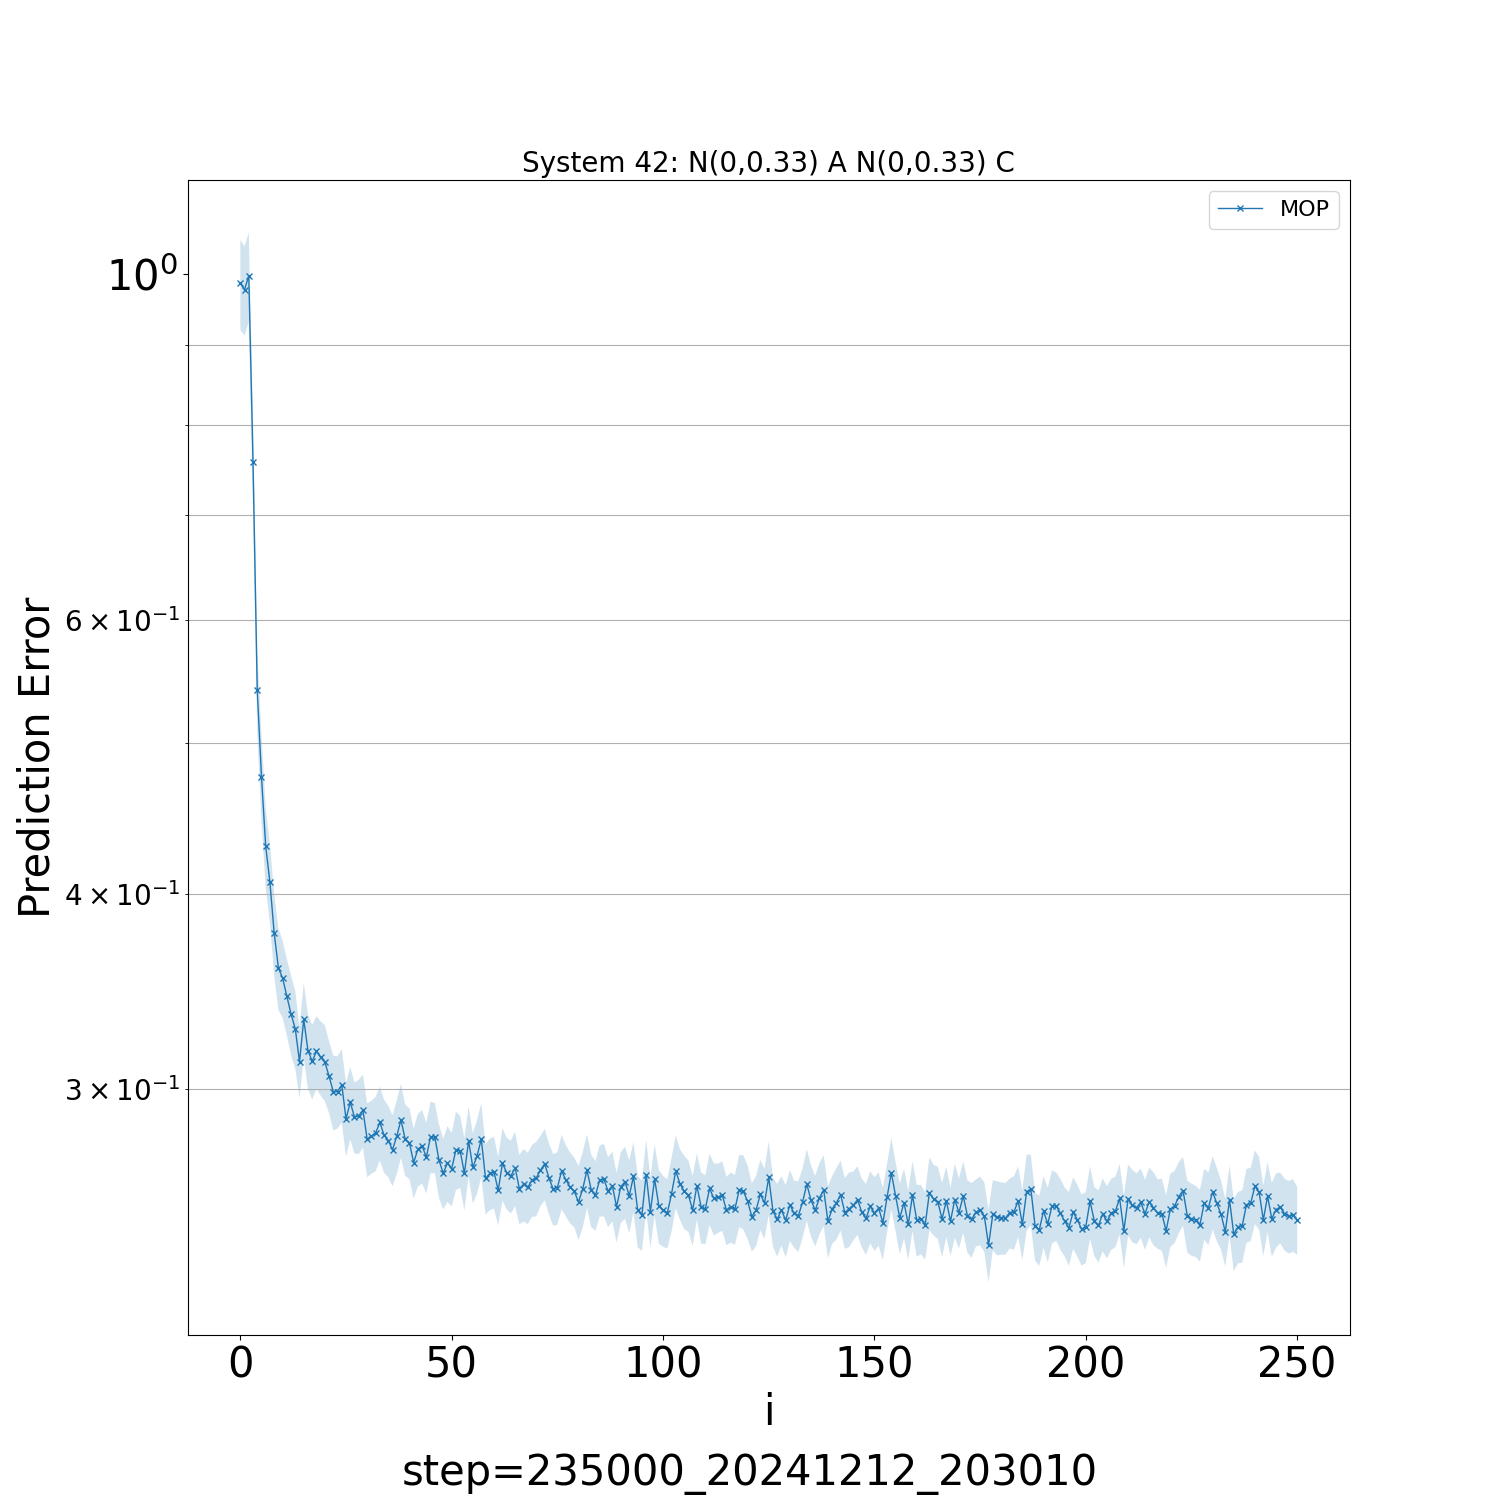 System 42: N(0,0.33) A N(0,0.33) C
MOP
10⁰
6 × 10⁻¹
4 × 10⁻¹
3 × 10⁻¹
Prediction Error
0 50 100 150 200 250
i
step=235000_20241212_203010